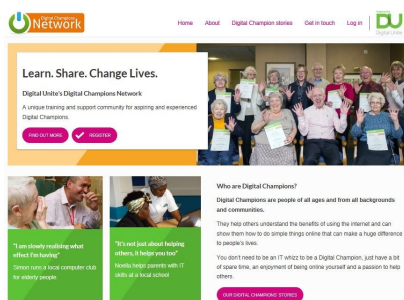 Digital Champions
Network
Home About Digital Champion stories Get in touch Log in
DU
Digital Unite
Learn. Share. Change Lives.
Digital Unite's Digital Champions Network
A unique training and support community for aspiring and experienced
Digital Champions
FIND OUT MORE
REGISTER
"I am slowly realising what
effect I'm having"
Simon runs a local computer club
for elderly people.
"It's not just about helping
others, it helps you too"
Noella helps parents with IT
skills at a local school
Who are Digital Champions?
Digital Champions are people of all ages and from all backgrounds
and communities.
They help others understand the benefits of using the internet and can
show them how to do simple things online that can make a huge difference
to people's lives.
You don't need to be an IT whizz to be a Digital Champion, just have a bit
of spare time, an enjoyment of being online yourself and a passion to help
others.
OUR DIGITAL CHAMPIONS' STORIES